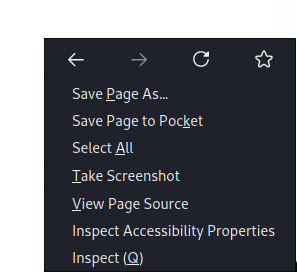 Save Page As...
Save Page to Pocket
Select All
Take Screenshot
View Page Source
Inspect Accessibility Properties
Inspect (Q)